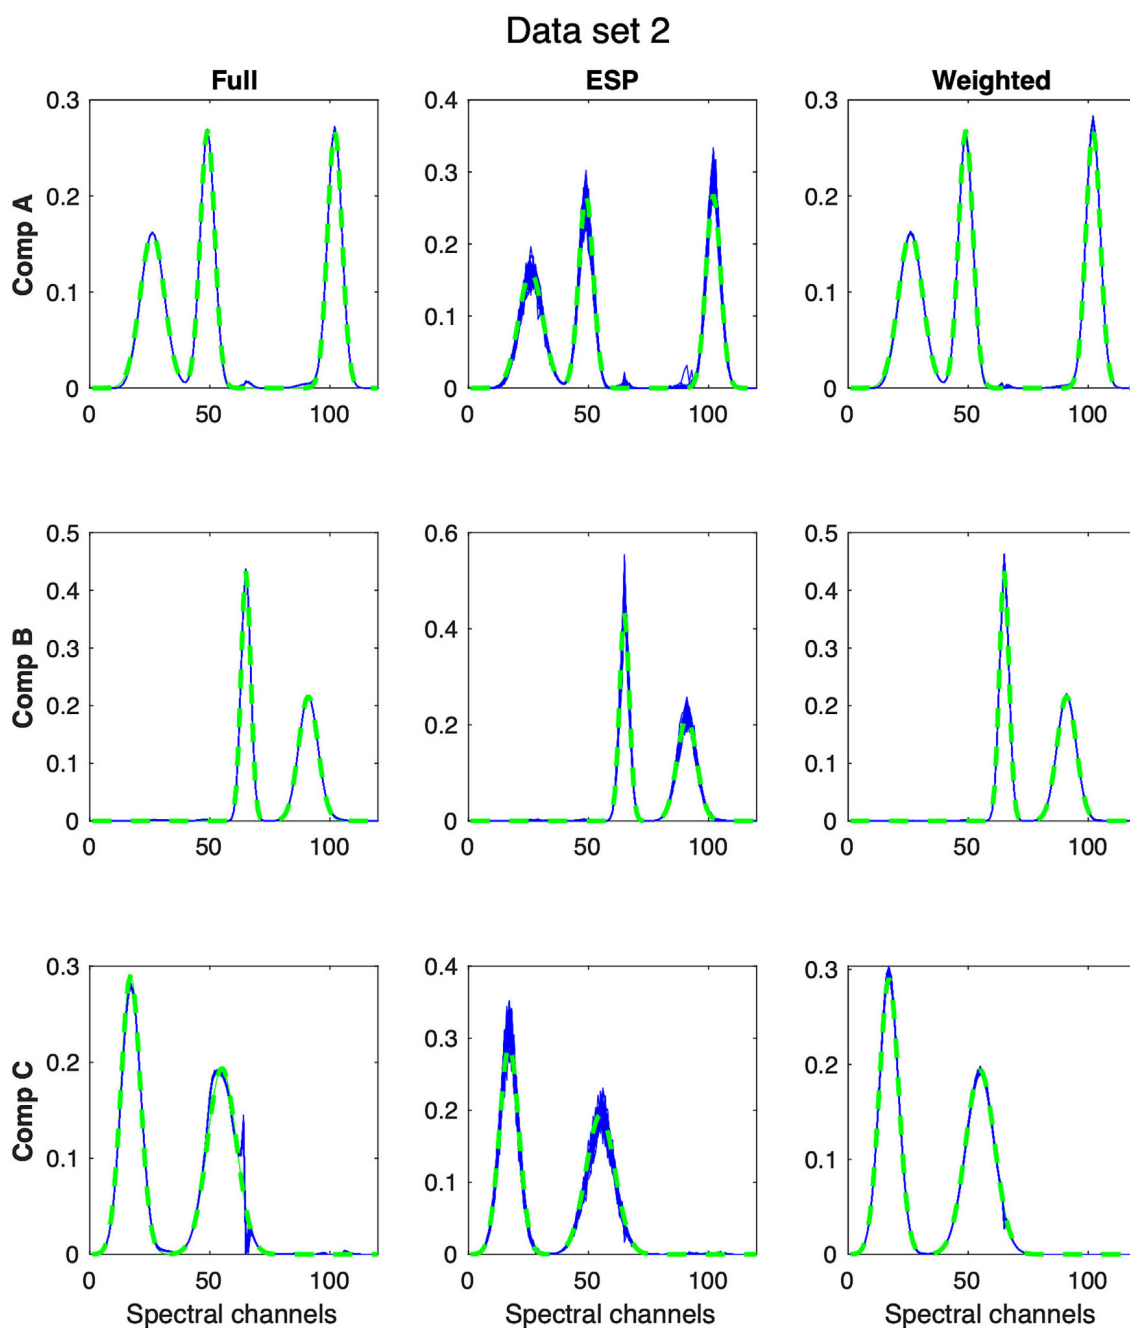 Data set 2
Full ESP Weighted
Comp A
0.3 0.4 0.3
0.2 0.3 0.2
0.2
0.1 0.1 0.1
0 0 0
0 50 100 0 50 100 0 50 100
Comp B
0.5 0.6 0.5
0.4 0.4 0.4
0.3 0.3
0.2 0.2 0.2
0.1 0.1
0 0 0
0 50 100 0 50 100 0 50 100
Comp C
0.3 0.4 0.3
0.2 0.3 0.2
0.2
0.1 0.1 0.1
0 0 0
0 50 100 0 50 100 0 50 100
Spectral channels Spectral channels Spectral channels